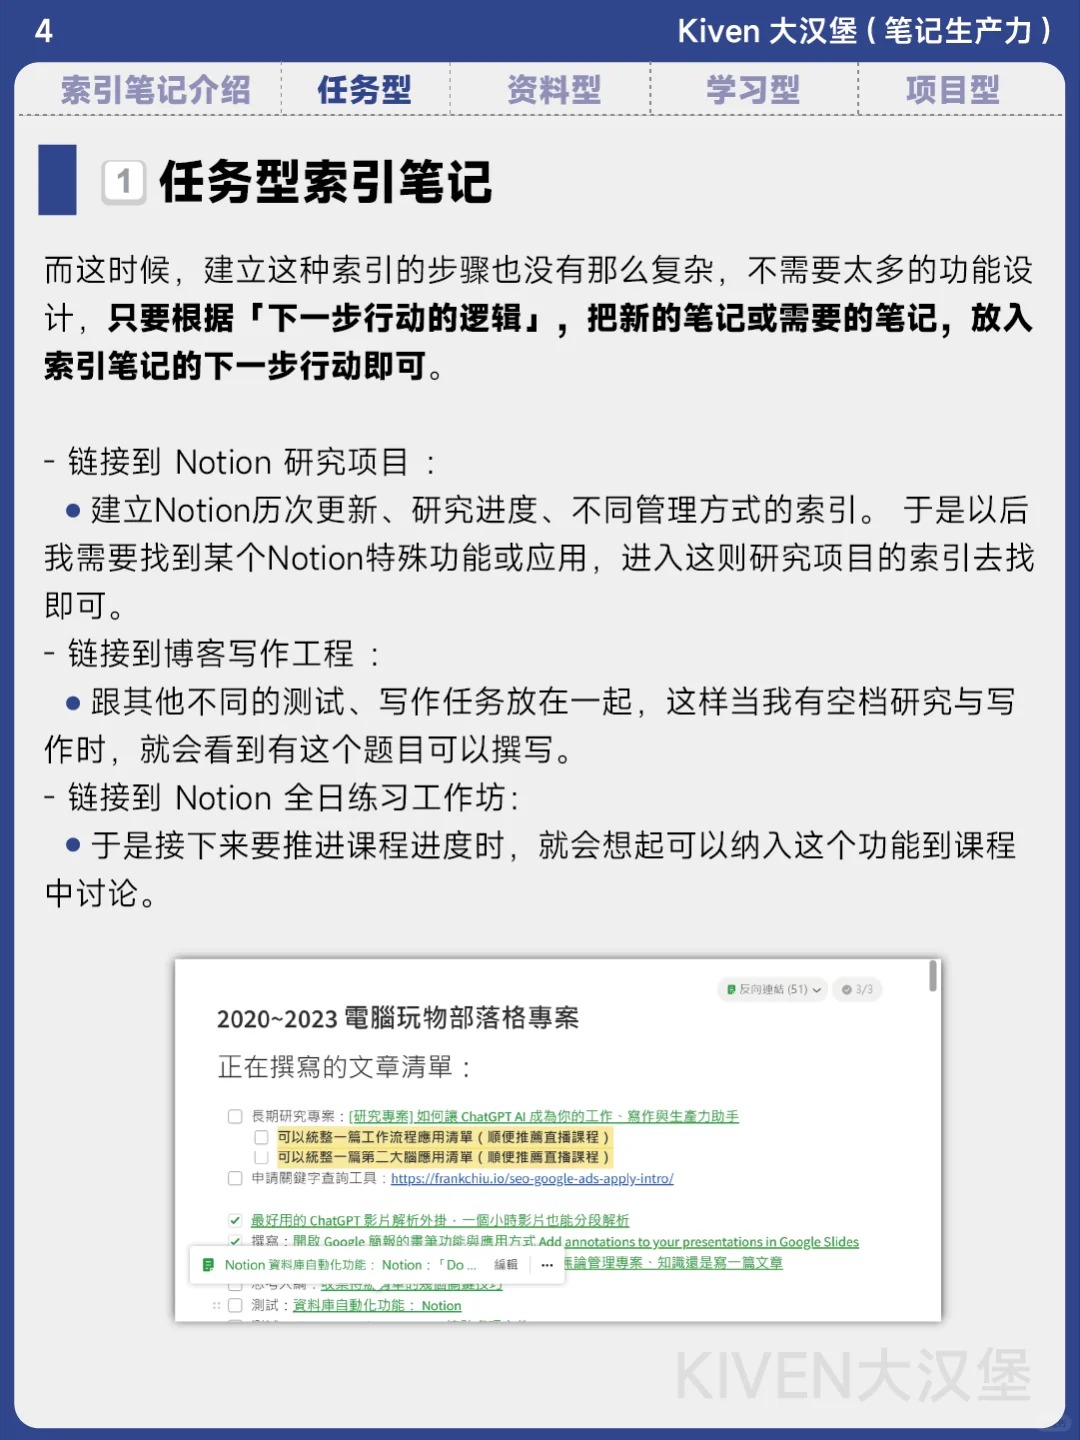 4
Kiven 大汉堡（笔记生产力）
索引笔记介绍
任务型
资料型
学习型
项目型
1 任务型索引笔记
而这时候，建立这种索引的步骤也没有那么复杂，不需要太多的功能设
计，只要根据「下一步行动的逻辑」，把新的笔记或需要的笔记，放入
索引笔记的下一步行动即可。
- 链接到 Notion 研究项目 ：
建立Notion历次更新、研究进度、不同管理方式的索引。 于是以后
我需要找到某个Notion特殊功能或应用，进入这则研究项目的索引去找
即可。
- 链接到博客写作工程 ：
跟其他不同的测试、写作任务放在一起，这样当我有空档研究与写
作时，就会看到有这个题目可以撰写。
- 链接到 Notion 全日练习工作坊：
于是接下来要推进课程进度时，就会想起可以纳入这个功能到课程
中讨论。
反向連結 (51)
3/3
2020~2023 電腦玩物部落格專案
正在撰寫的文章清單：
長期研究專案：[研究專案] 如何讓 ChatGPT AI 成為你的工作、寫作與生產力助手
可以統整一篇工作流程應用清單（順便推薦直播課程）
可以統整一篇第二大腦應用清單（順便推薦直播課程）
申請關鍵字查詢工具：https://frankchiu.io/seo-google-ads-apply-intro/
最好用的 ChatGPT 影片解析外掛，一個小時影片也能分段解析
撰寫：開啟 Google 簡報的畫筆功能與應用方式 Add annotations to your presentations in Google Slides
Notion 資料庫自動化功能： Notion：「Do ... 編輯 ···
無論管理專案、知識還是寫一篇文章
測試：資料庫自動化功能： Notion
KIVEN大汉堡